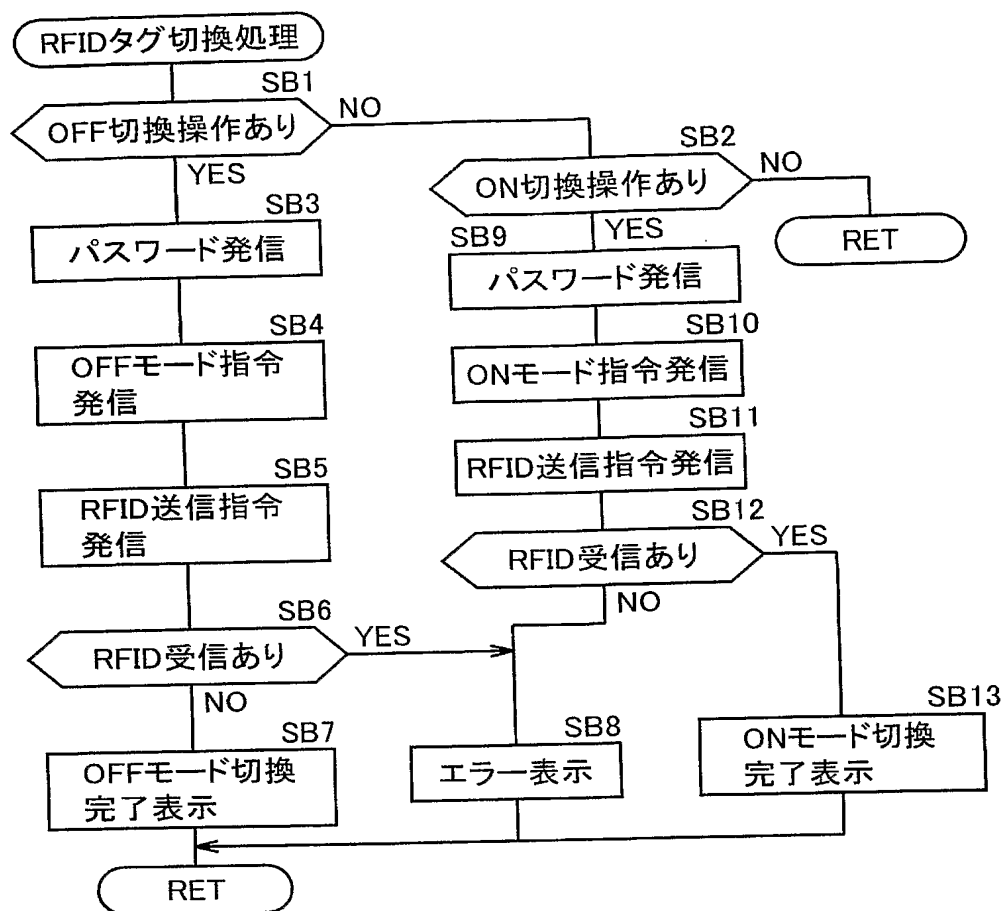 RFIDタグ切換処理
SB1
OFF切換操作あり
NO
YES
SB2
ON切換操作あり
NO
YES
RET
SB3
パスワード発信
SB4
OFFモード指令
発信
SB5
RFID送信指令
発信
SB6
RFID受信あり
YES
NO
SB7
OFFモード切換
完了表示
SB9
パスワード発信
SB10
ONモード指令発信
SB11
RFID送信指令発信
SB12
RFID受信あり
YES
NO
SB8
エラー表示
SB13
ONモード切換
完了表示
RET